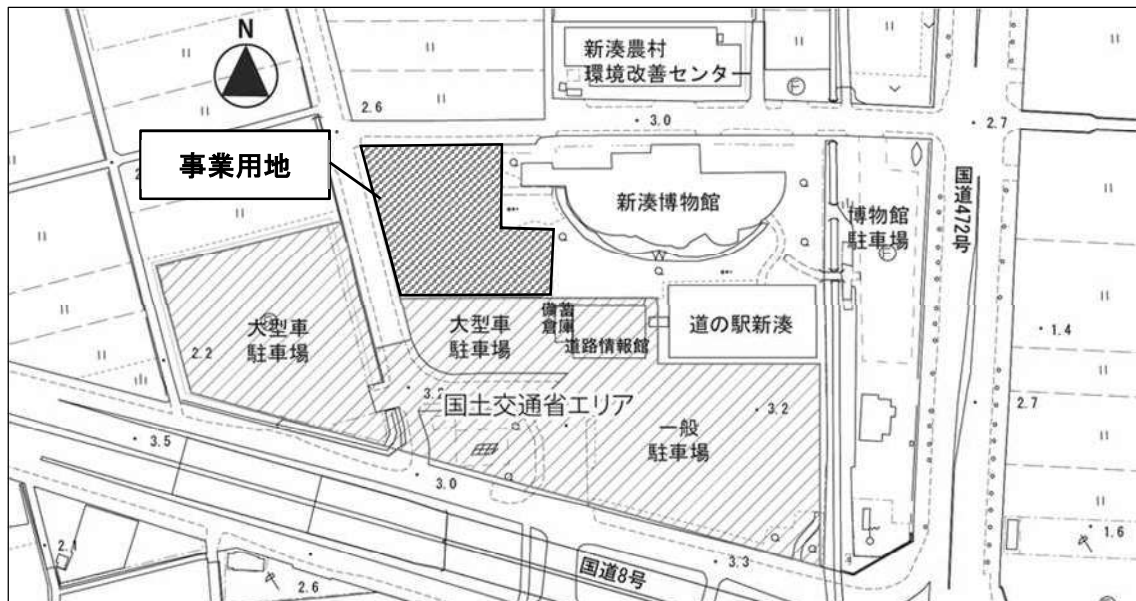 N
新湊農村
環境改善センタ
2.6
3.0
2.7
事業用地
新湊博物館
博物館
駐車場
国道472号
大型車
駐車場
大型車
駐車場
備蓄
倉庫
道路情報館
道の駅新湊
1.4
2.2
3.2
国土交通省エリア
3.2
一般
駐車場
2.7
3.5
3.0
3.3
国道8号
2.1
2.6
1.6